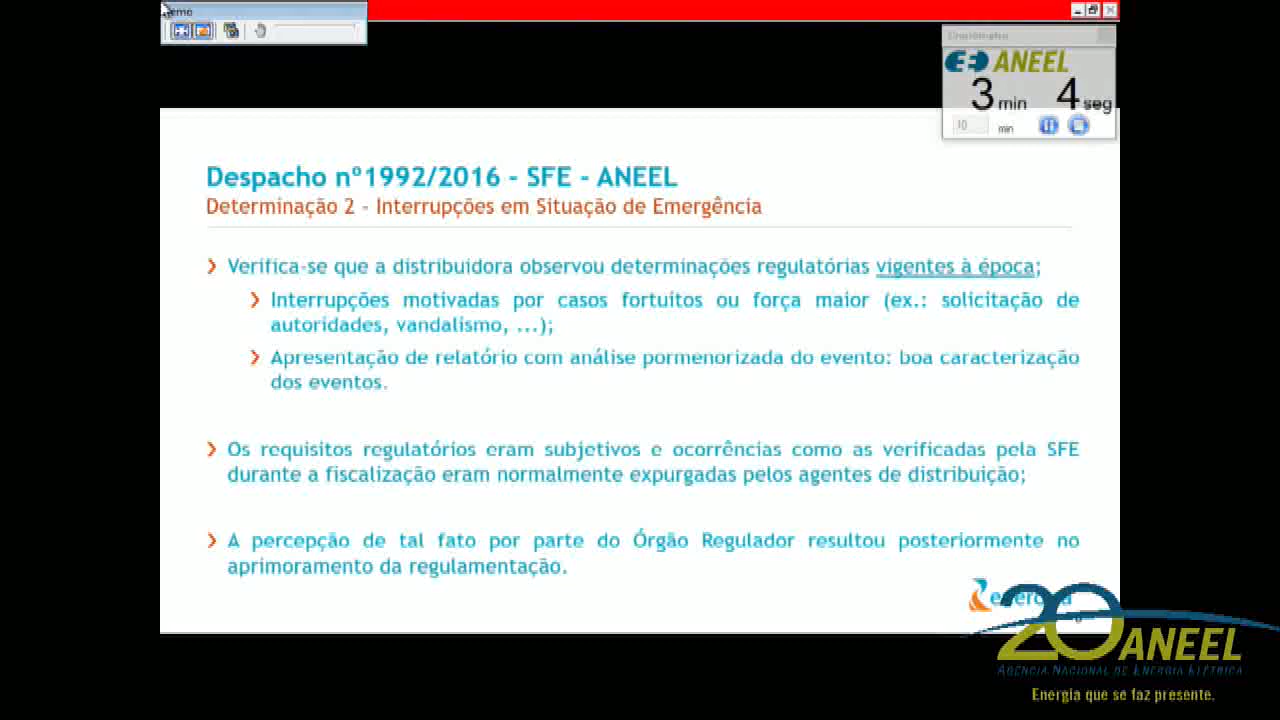 Cronômetro
ANEEL
3 min 4 seg
10 min
Despacho nº1992/2016 - SFE - ANEEL
Determinação 2 - Interrupções em Situação de Emergência
Verifica-se que a distribuidora observou determinações regulatórias vigentes à época;
Interrupções motivadas por casos fortuitos ou força maior (ex.: solicitação de
autoridades, vandalismo, ...);
Apresentação de relatório com análise pormenorizada do evento: boa caracterização
dos eventos.
Os requisitos regulatórios eram subjetivos e ocorrências como as verificadas pela SFE
durante a fiscalização eram normalmente expurgadas pelos agentes de distribuição;
A percepção de tal fato por parte do Órgão Regulador resultou posteriormente no
aprimoramento da regulamentação.
20 ANEEL
AGÊNCIA NACIONAL DE ENERGIA ELÉTRICA
Energia que se faz presente.